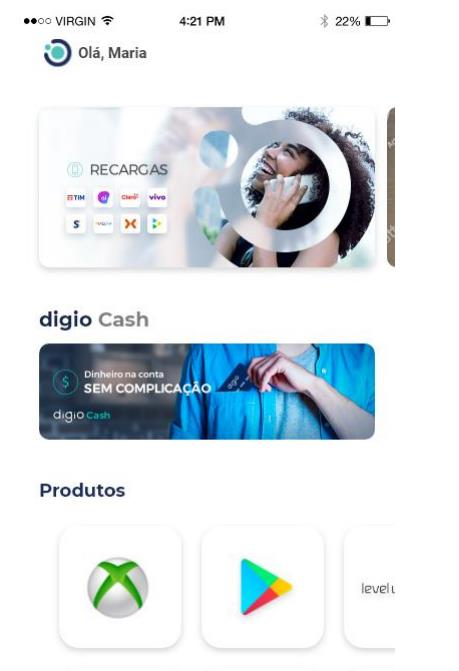 VIRGIN
4:21 PM
22%
Olá, Maria
RECARGAS
TIM
oi
Claro
vivo
digio Cash
Dinheiro na conta
SEM COMPLICAÇÃO
digio
digio Cash
Produtos
level u